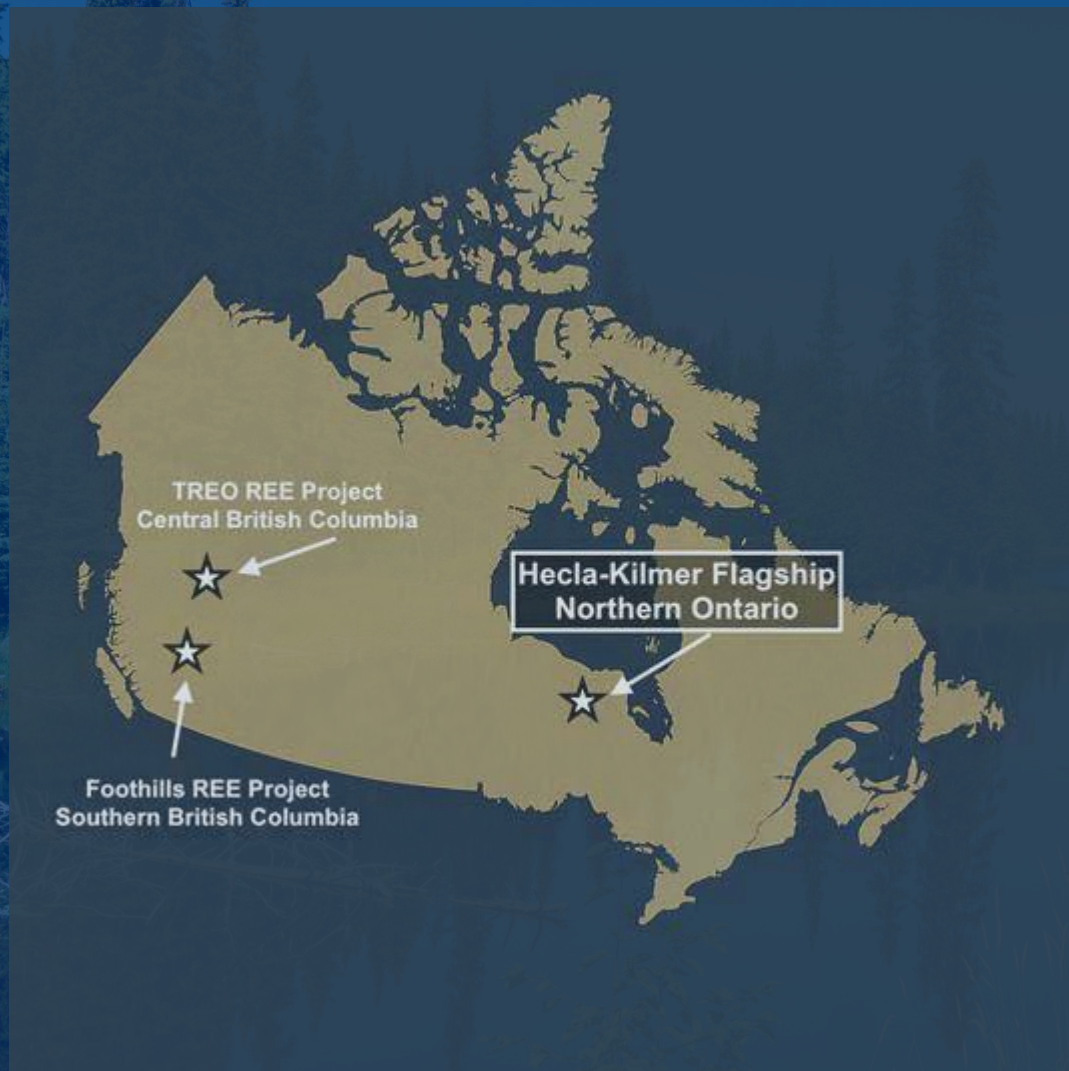 TREO REE Project
Central British Columbia
Hecla-Kilmer Flagship
Northern Ontario
Foothills REE Project
Southern British Columbia